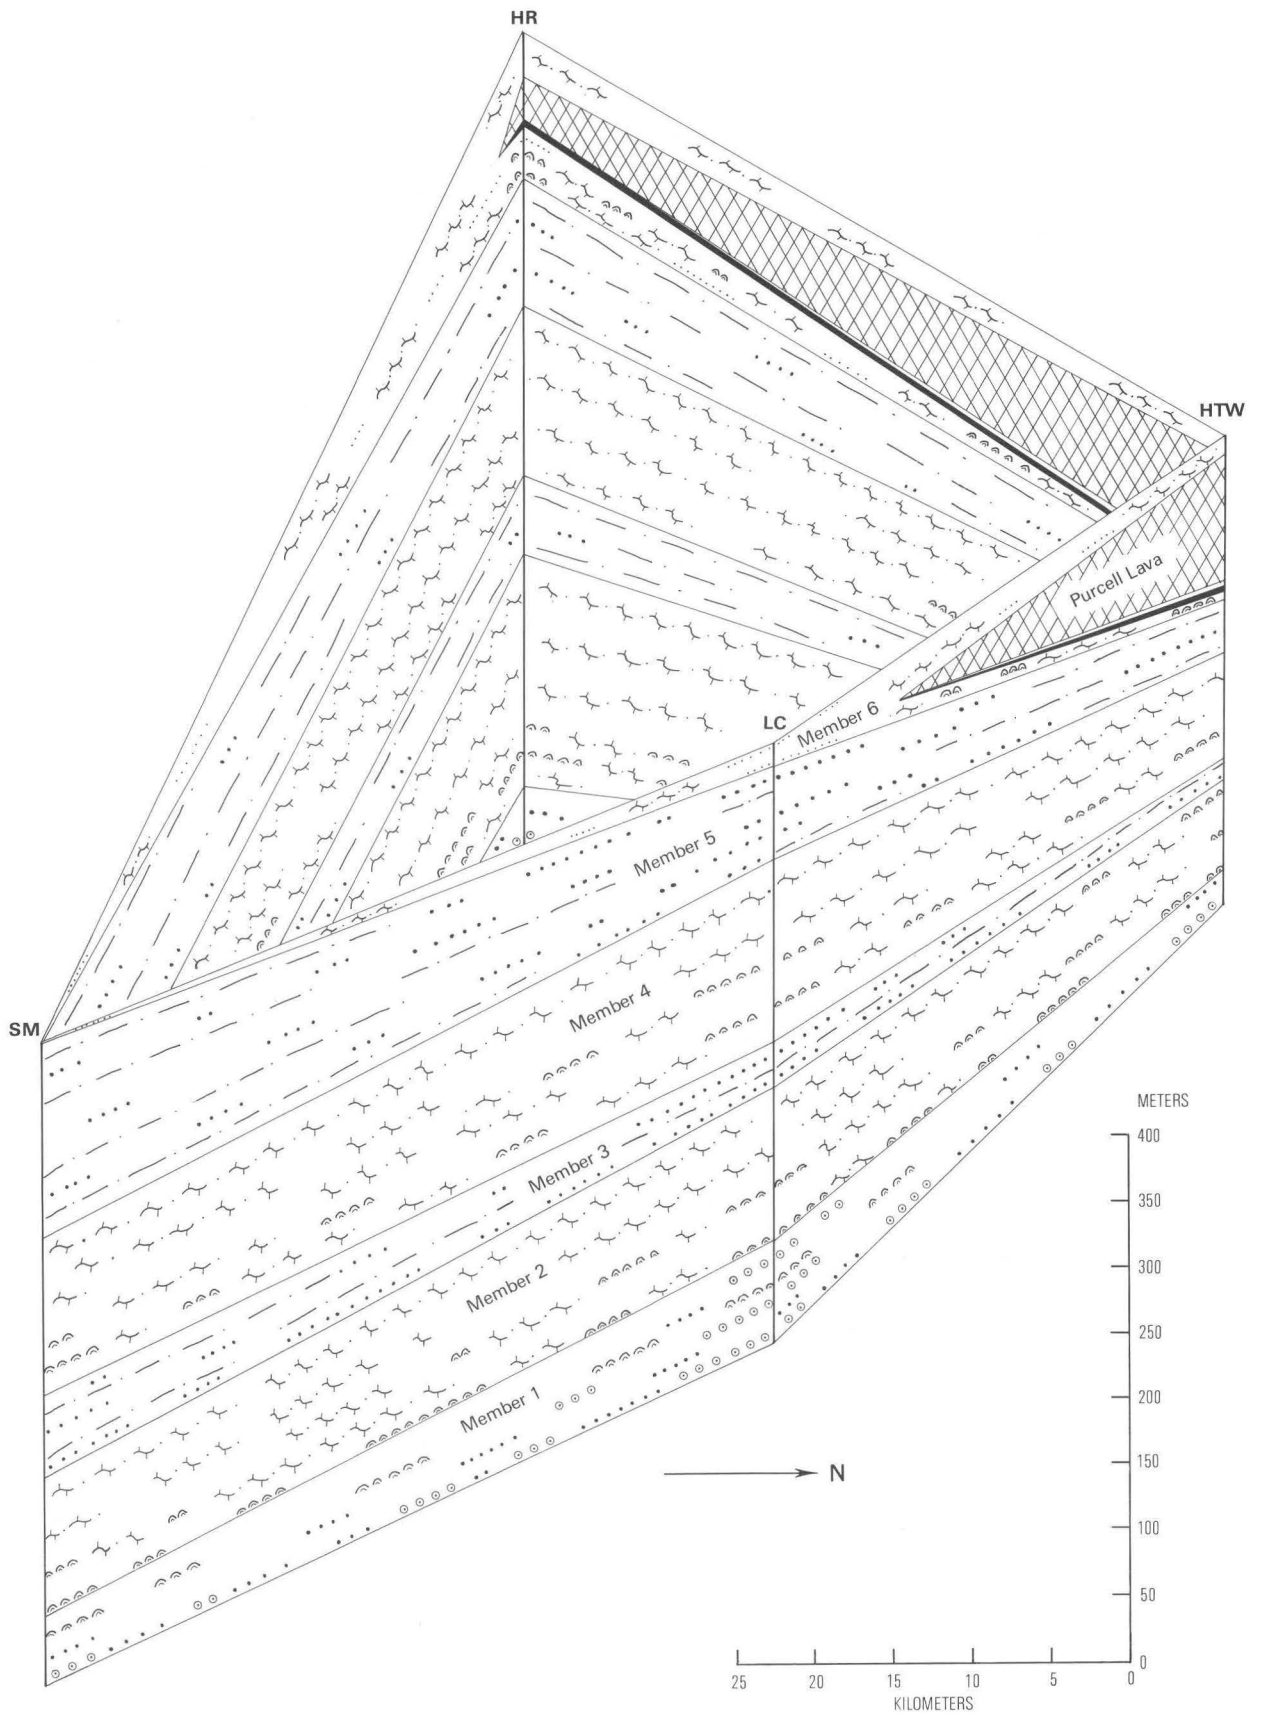 HR
HTW
Purcell Lava
LC
Member 6
Member 5
SM
Member 4
METERS
400
Member 3
350
300
Member 2
250
200
Member 1
150
N
100
50
0
25 20 15 10 5 0
KILOMETERS